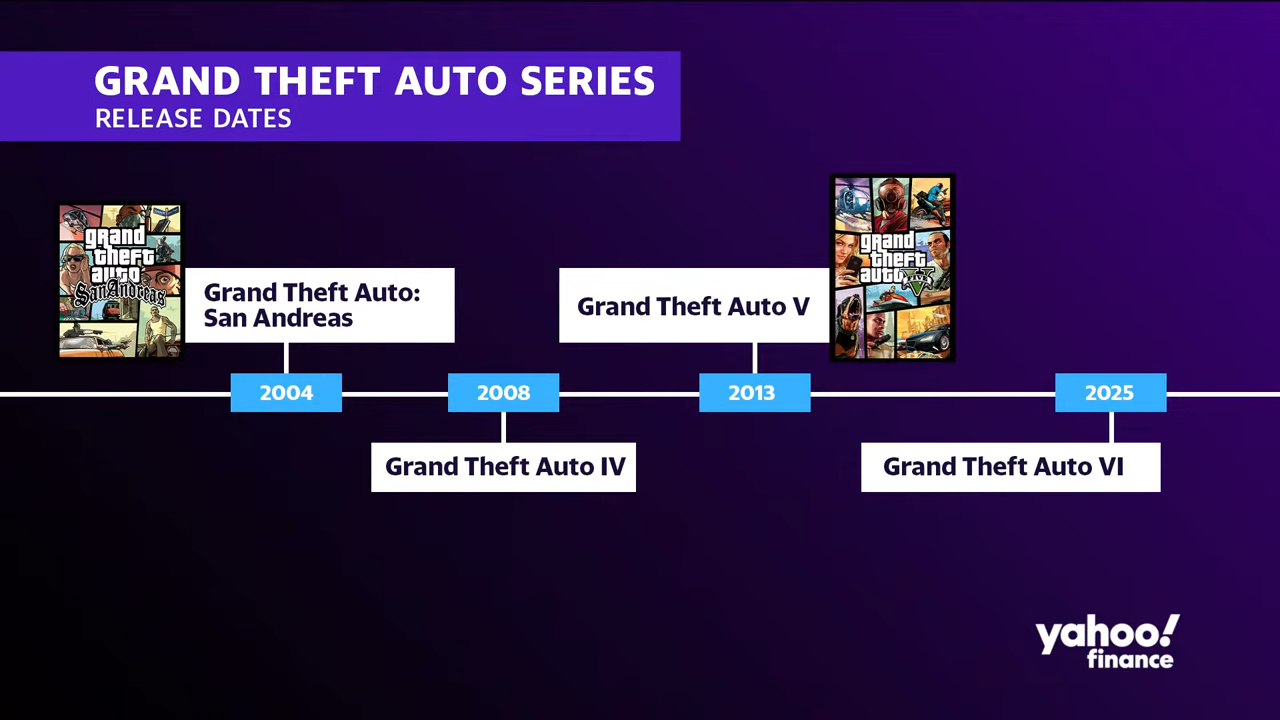 GRAND THEFT AUTO SERIES
RELEASE DATES
grand
theft
auto
San Andreas
Grand Theft Auto:
San Andreas
Grand Theft Auto V
grand
theft
auto
V
2004
2008
2013
2025
Grand Theft Auto IV
Grand Theft Auto VI
yahoo!
finance